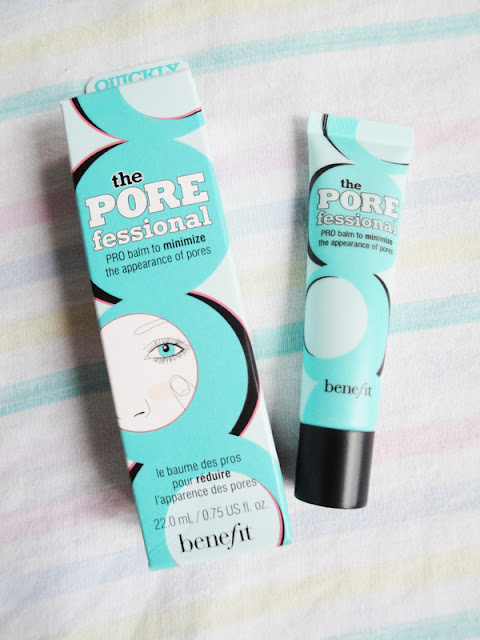 QUICKLY
the
PORE
fessional
PRO balm to minimize
the appearance of pores
le baume des pros
pour réduire
l'apparence des pores
22.0 mL / 0.75 US fl. oz.
benefit
the
PORE
fessional
PRO balm to minimize
the appearance of pores
benefit